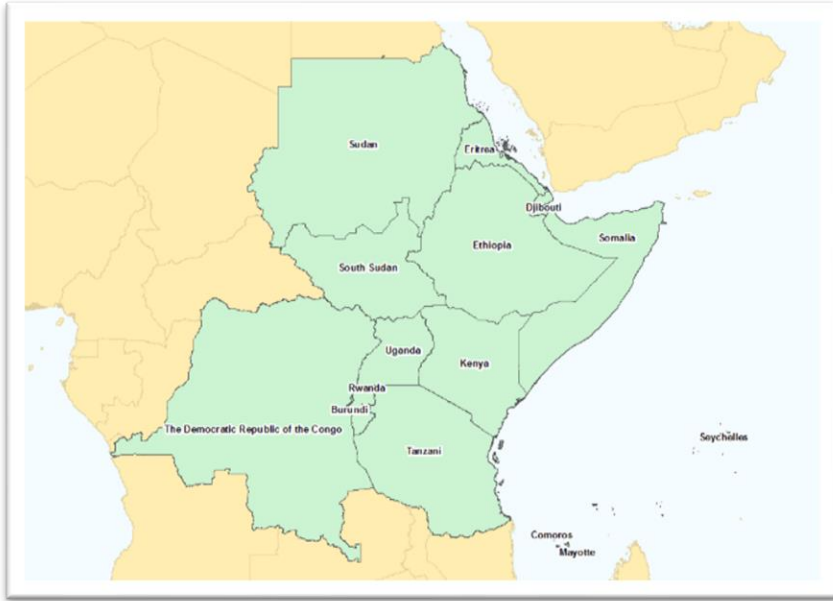 Sudan
Eritrea
Djibouti
Ethiopia
Somalia
South Sudan
Uganda
Kenya
Rwanda
Burundi
The Democratic Republic of the Congo
Tanzani
Seychelles
Comoros
Mayotte